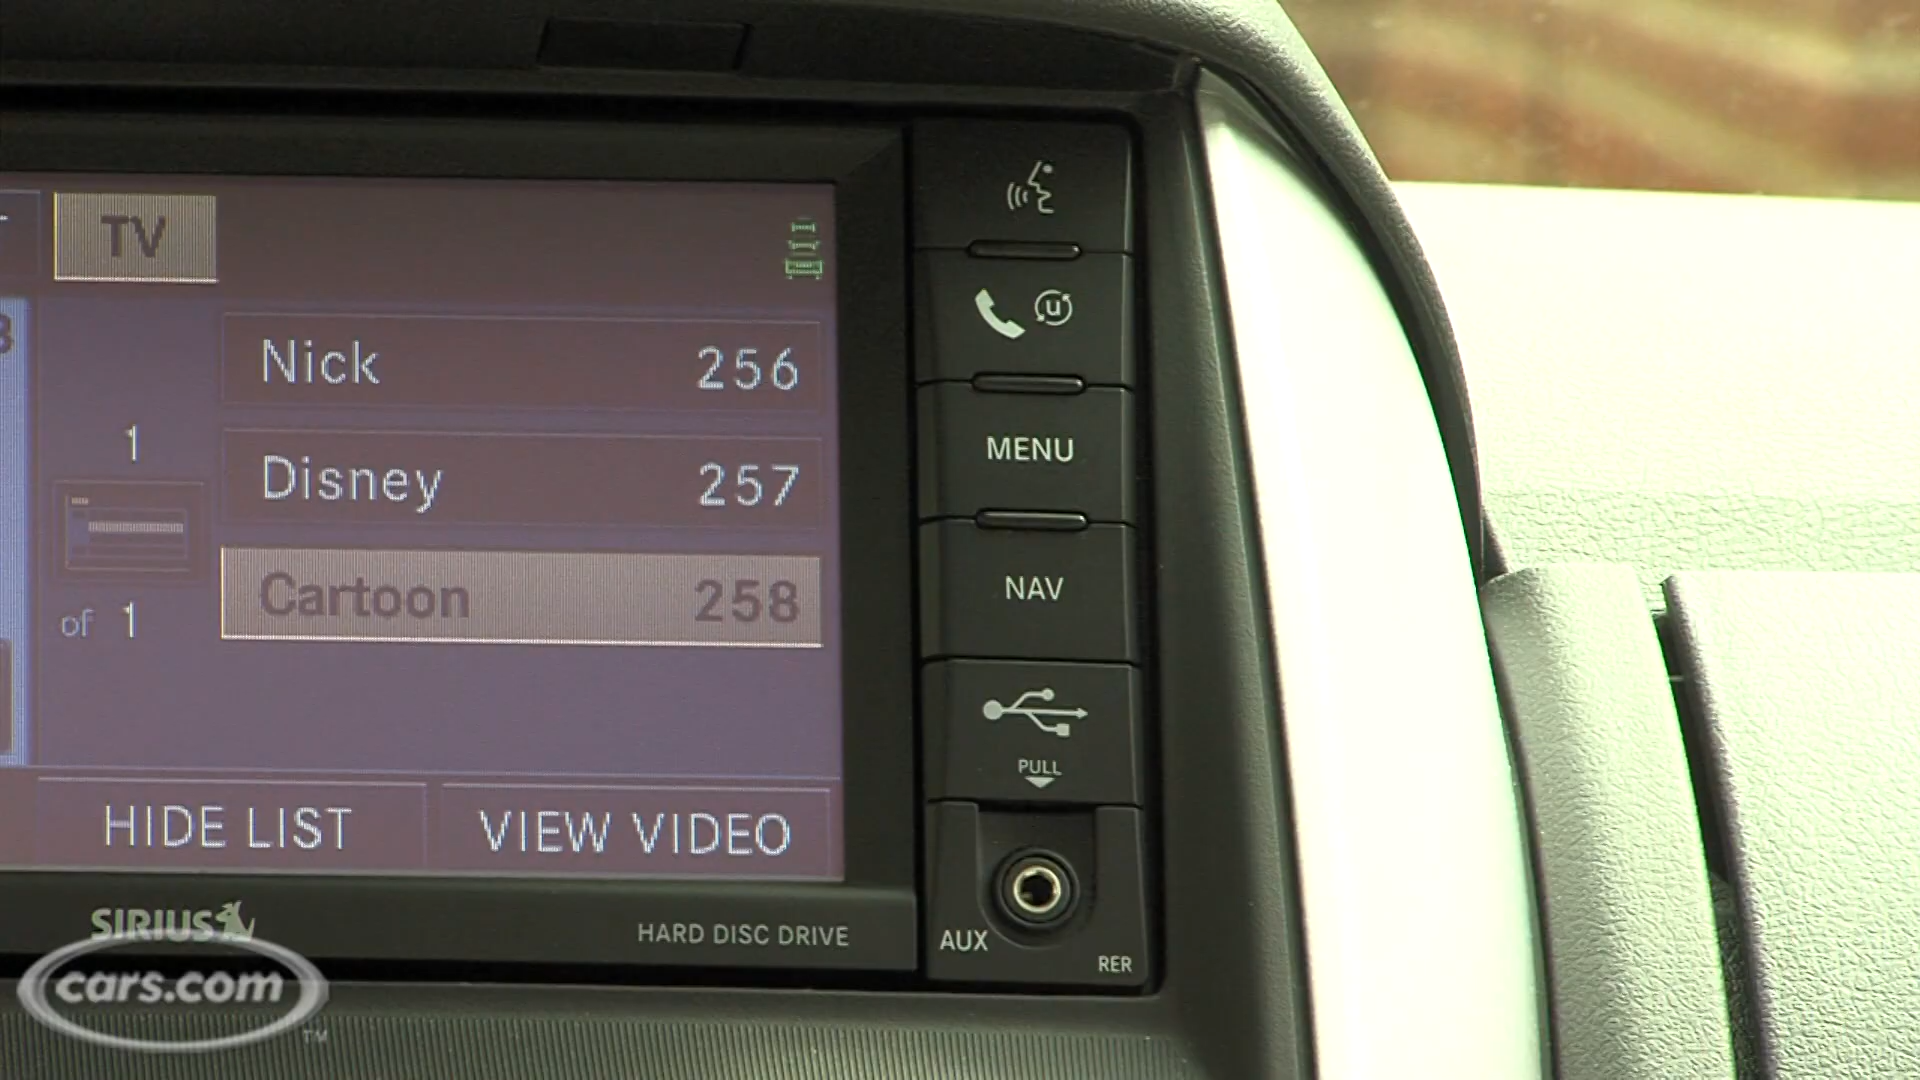 TV
Nick 256
1
Disney 257
Cartoon 258
of 1
HIDE LIST VIEW VIDEO
SIRIUS
HARD DISC DRIVE
MENU
NAV
PULL
AUX
RER
cars.com
TM